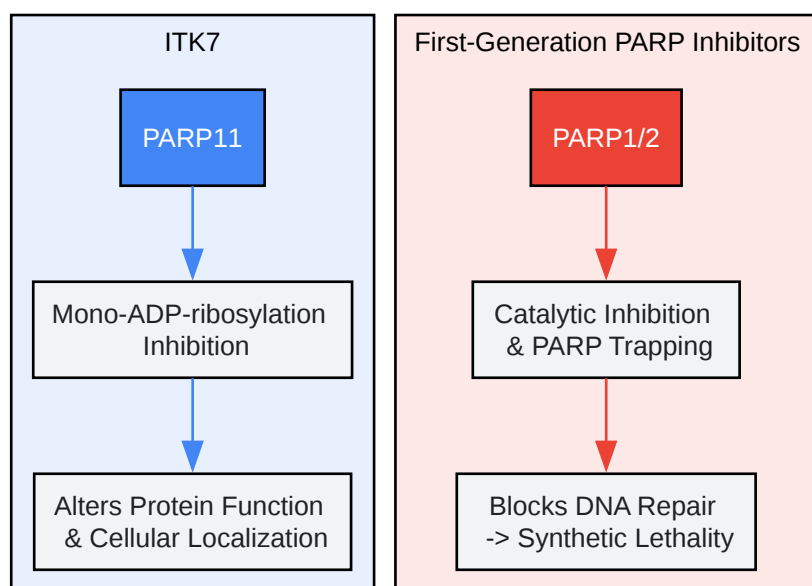 ITK7
PARP11
Mono-ADP-ribosylation
Inhibition
Alters Protein Function
& Cellular Localization
First-Generation PARP Inhibitors
PARP1/2
Catalytic Inhibition
& PARP Trapping
Blocks DNA Repair
-> Synthetic Lethality